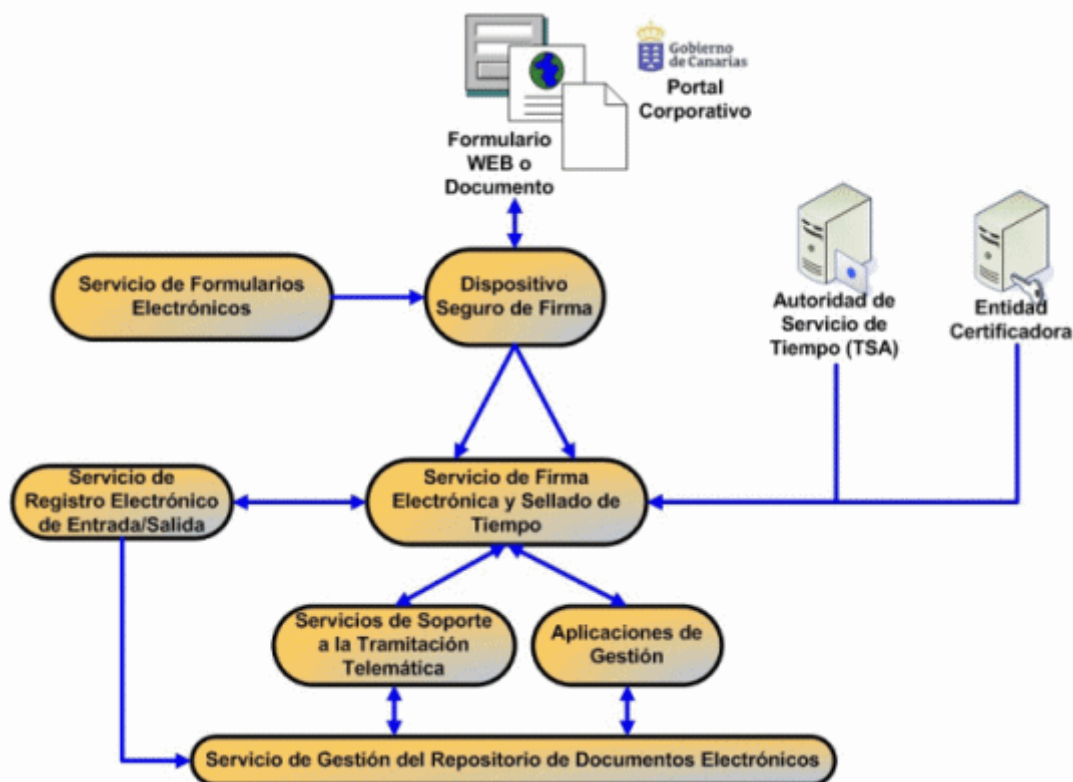 Gobierno
de Canarias
Portal
Corporativo
Formulario
WEB o
Documento
Servicio de Formularios
Electrónicos
Dispositivo
Seguro de Firma
Autoridad de
Servicio de
Tiempo (TSA)
Entidad
Certificadora
Servicio de
Registro Electrónico
de Entrada/Salida
Servicio de Firma
Electrónica y Sellado de
Tiempo
Servicios de Soporte
a la Tramitación
Telemática
Aplicaciones de
Gestión
Servicio de Gestión del Repositorio de Documentos Electrónicos